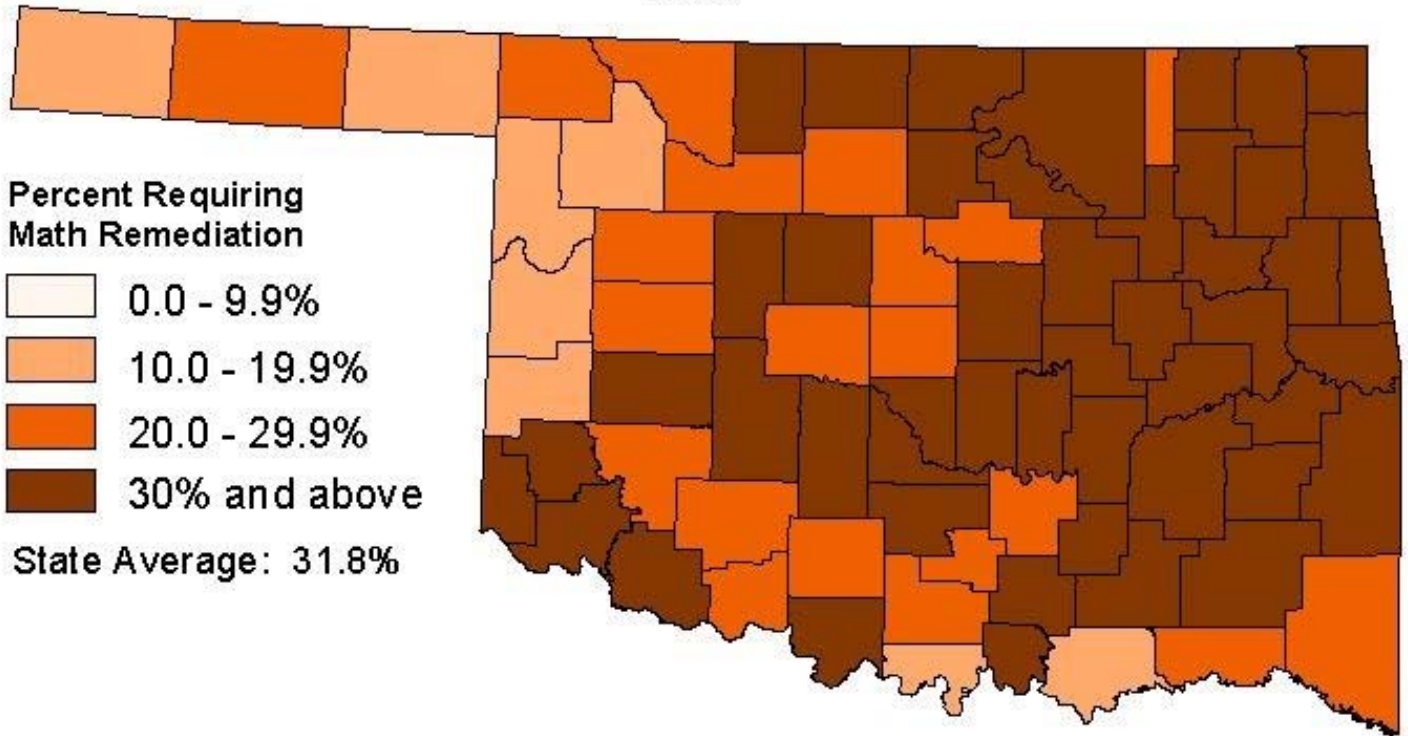 Percent Requiring
Math Remediation
0.0 - 9.9%
10.0 - 19.9%
20.0 - 29.9%
30% and above
State Average: 31.8%